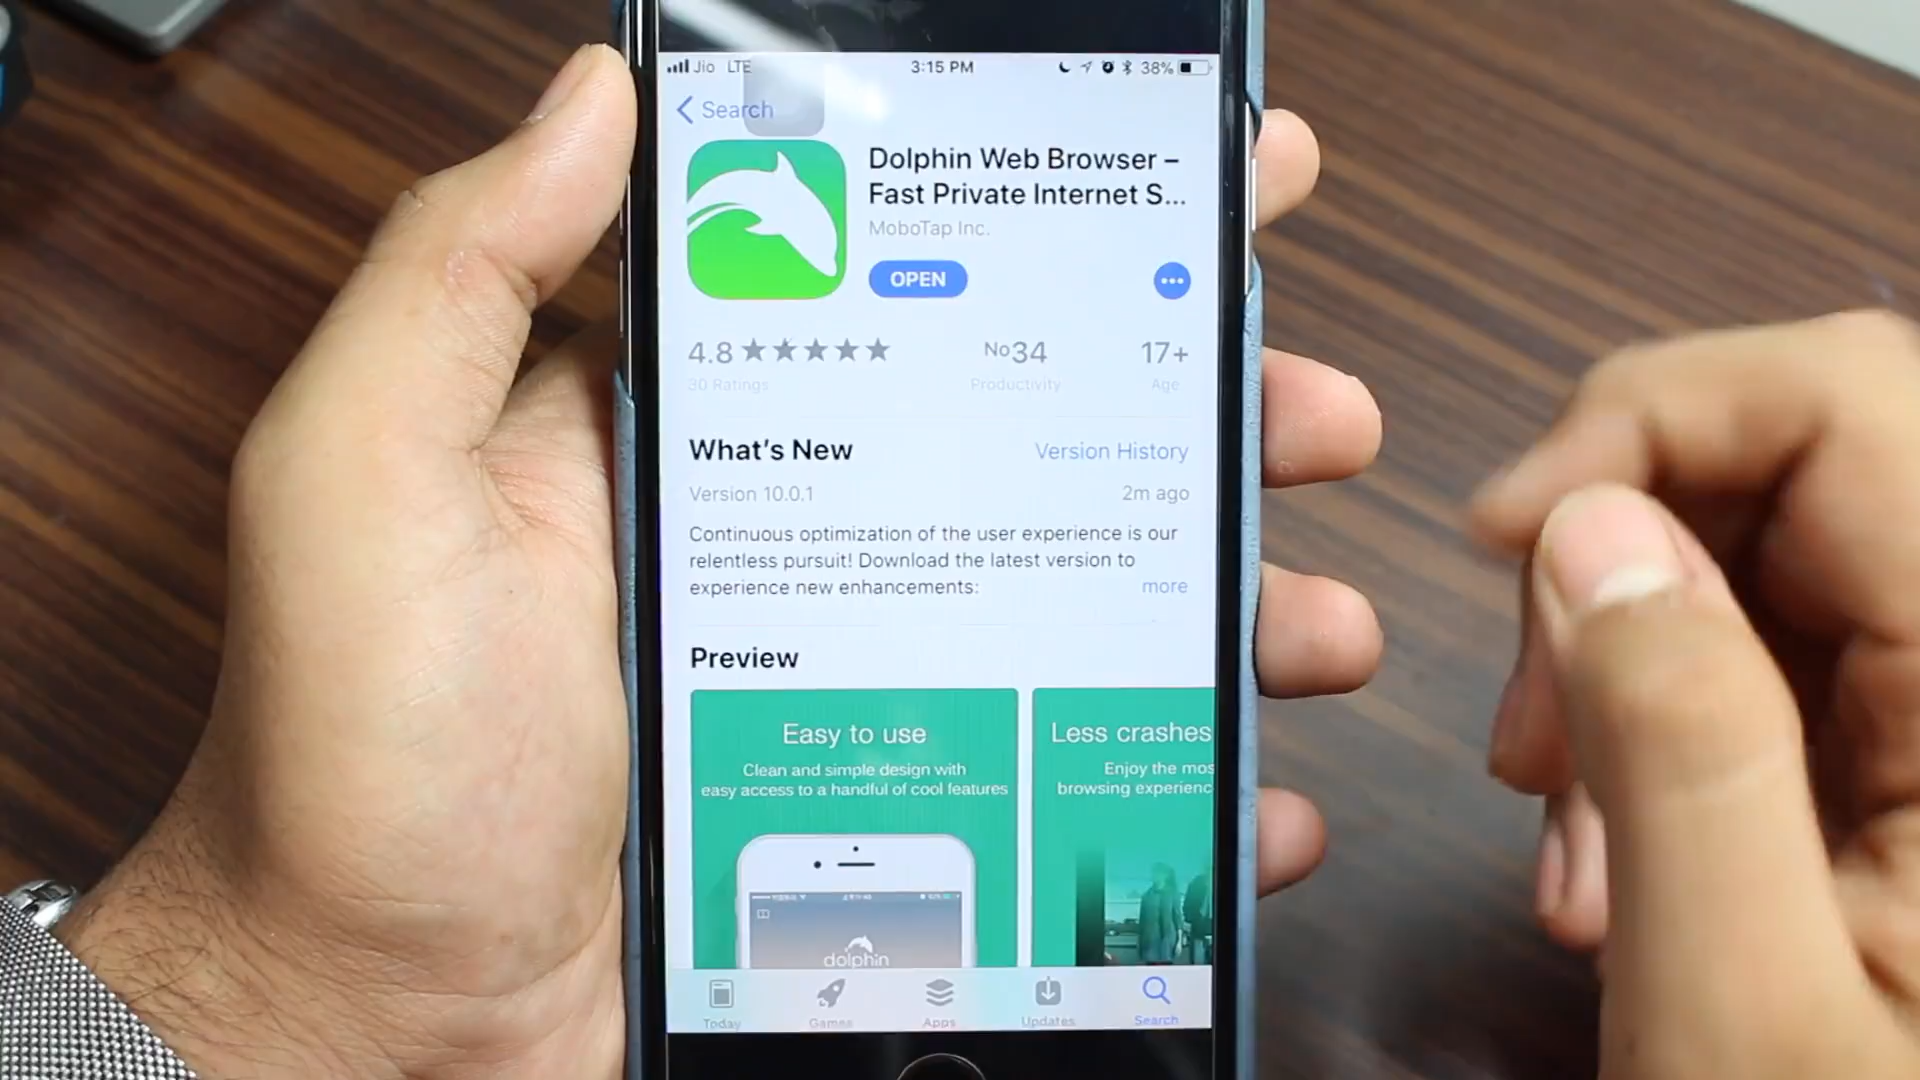 Jio LTE 3:15 PM 38%
Search
Dolphin Web Browser –
Fast Private Internet S...
MoboTap Inc.
OPEN
4.8 No34 17+
30 Ratings Productivity Age
What's New Version History
Version 10.0.1 2m ago
Continuous optimization of the user experience is our
relentless pursuit! Download the latest version to
experience new enhancements: more
Preview
Easy to use
Clean and simple design with
easy access to a handful of cool features
dolphin
Less crashes
Enjoy the mos
browsing experienc
Today Games Apps Updates Search